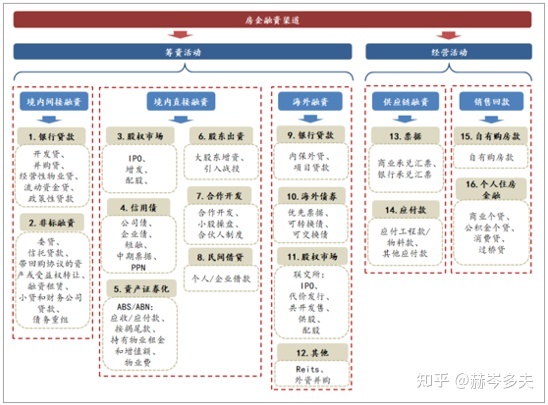 房企融资渠道
筹资活动
经营活动
境内间接融资
境内直接融资
海外融资
供应链融资
销售回款
1.银行贷款
开发贷、
并购贷、
经营性物业贷、
流动资金贷、
政策性贷款
2.非标融资
委贷、
信托贷款、
带回购协议的资
产或受益权转让、
融资租赁、
小贷和财务公司
贷款、
债务重组
3.股权市场
IPO、
增发、
配股、
4.信用债
公司债、
企业债、
短融、
中期票据、
PPN
5.资产证券化
ABS/ABN:
应收/应付款、
按揭尾款、
持有物业租金
和增值额、
物业费
6.股东出资
大股东增资、
引入战投
7.合作开发
合作开发、
小股操盘、
合伙人制度
8.民间借贷
个人/企业借款
9.银行贷款
内保外贷、
项目贷款
10.海外债券
优先票据、
可转换债、
可交换债
11.股权市场
联交所:
IPO、
代价发行、
共开发售、
供股、
配股
12.其他
Reits、
外资并购
13.票据
商业承兑汇票、
银行承兑汇票
14.应付款
应付工程款/
物料款、
其他应付款
15.自有购房款
自有购房款
16.个人住房
金融
商业个贷、
公积金个贷、
消费贷、
过桥贷
知乎 @赫岑多夫